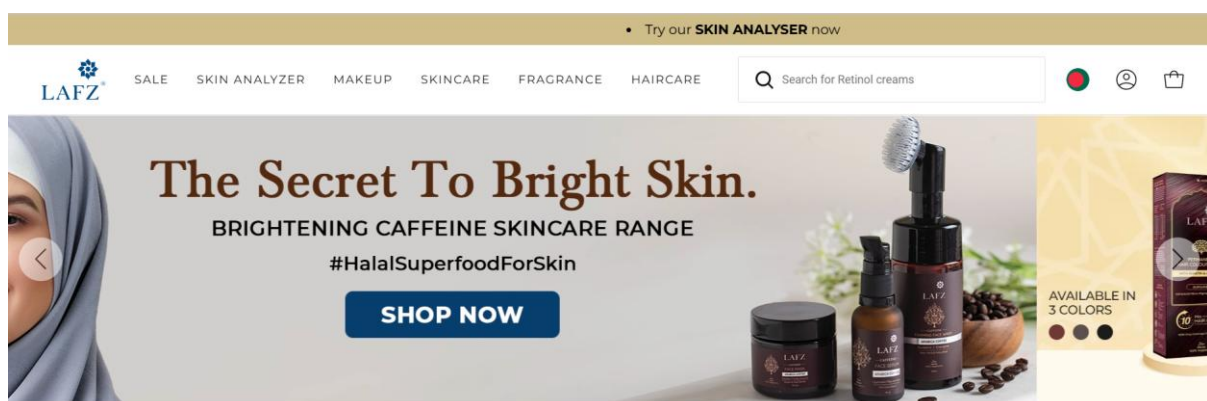 • Try our SKIN ANALYSER now
LAFZ
SALE SKIN ANALYZER MAKEUP SKINCARE FRAGRANCE HAIRCARE
Search for Retinol creams
The Secret To Bright Skin.
BRIGHTENING CAFFEINE SKINCARE RANGE
#HalalSuperfoodForSkin
SHOP NOW
AVAILABLE IN
3 COLORS
LAFZ
LAFZ
LAFZ
10